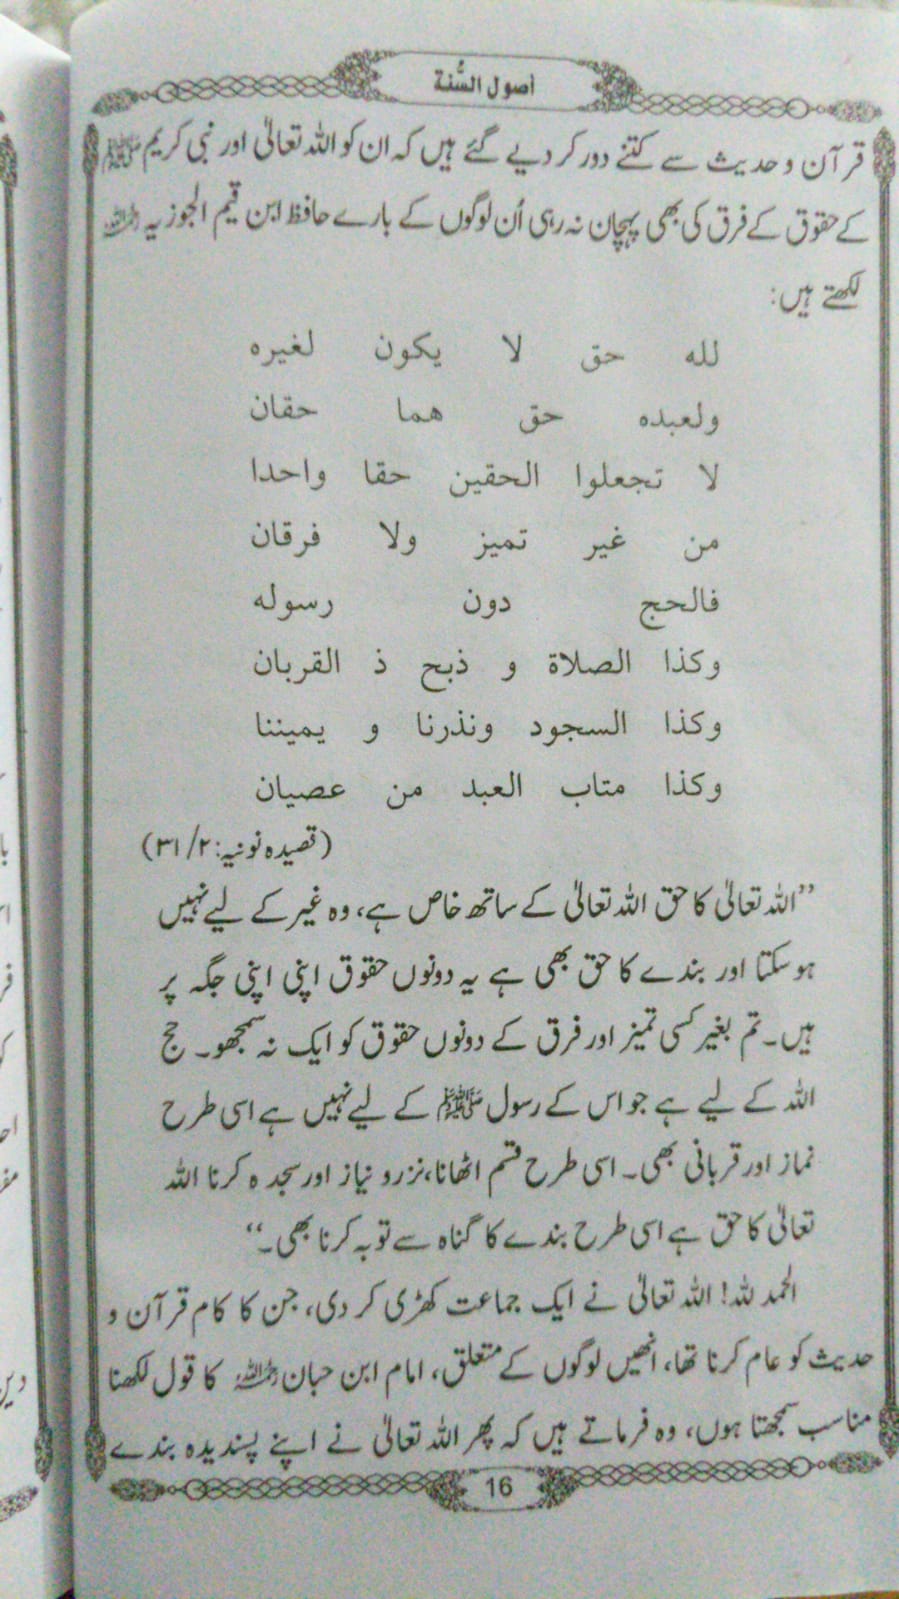 اصول السُّنة
قرآن و حدیث سے کتنے دور کر دیے گئے ہیں کہ ان کو اللہ تعالیٰ اور نبی کریم ﷺ
کے حقوق کے فرق کی بھی پہچان نہ رہی اُن لوگوں کے بارے حافظ ابن قیم الجوزیہ رحمہ اللہ
لکھتے ہیں:
لله حق لا يكون لغيره
ولعبده حق هما حقان
لا تجعلوا الحقين حقا واحدا
من غير تميز ولا فرقان
فالحج دون رسوله
وكذا الصلاة و ذبح ذ القربان
وكذا السجود ونذرنا و يميننا
وكذا متاب العبد من عصيان
(قصیدہ نونیہ: ۳۱/۲)
”اللہ تعالیٰ کا حق اللہ تعالیٰ کے ساتھ خاص ہے، وہ غیر کے لیے نہیں
ہو سکتا اور بندے کا حق بھی ہے یہ دونوں حقوق اپنی اپنی جگہ پر
ہیں۔ تم بغیر کسی تمیز اور فرق کے دونوں حقوق کو ایک نہ سمجھو۔ حج
اللہ کے لیے ہے جو اس کے رسول ﷺ کے لیے نہیں ہے اسی طرح
نماز اور قربانی بھی۔ اسی طرح قسم اٹھانا، نزر و نیاز اور سجدہ کرنا اللہ
تعالیٰ کا حق ہے اسی طرح بندے کا گناہ سے توبہ کرنا بھی۔“
الحمد للہ! اللہ تعالیٰ نے ایک جماعت کھڑی کر دی، جن کا کام قرآن و
حدیث کو عام کرنا تھا، انھیں لوگوں کے متعلق، امام ابن حبان رحمہ اللہ کا قول لکھنا
مناسب سمجھتا ہوں، وہ فرماتے ہیں کہ پھر اللہ تعالیٰ نے اپنے پسندیدہ بندے
16